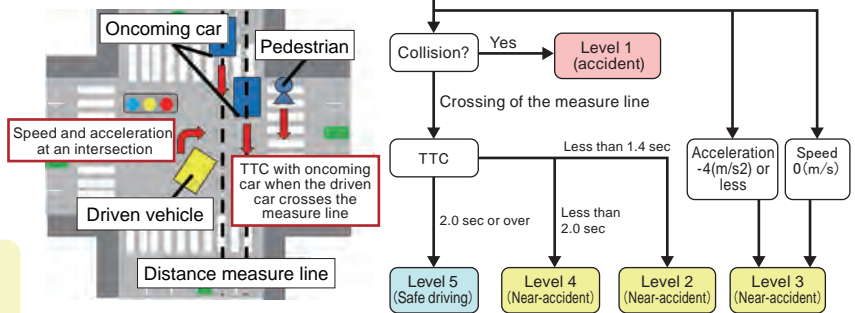 Oncoming car
Pedestrian
Speed and acceleration
at an intersection
TTC with oncoming
car when the driven
car crosses the
measure line
Driven vehicle
Distance measure line
Collision?
Yes
Level 1
(accident)
Crossing of the measure line
TTC
Less than 1.4 sec
Acceleration
-4(m/s2) or
less
Speed
0(m/s)
2.0 sec or over
Less than
2.0 sec
Level 5
(Safe driving)
Level 4
(Near-accident)
Level 2
(Near-accident)
Level 3
(Near-accident)